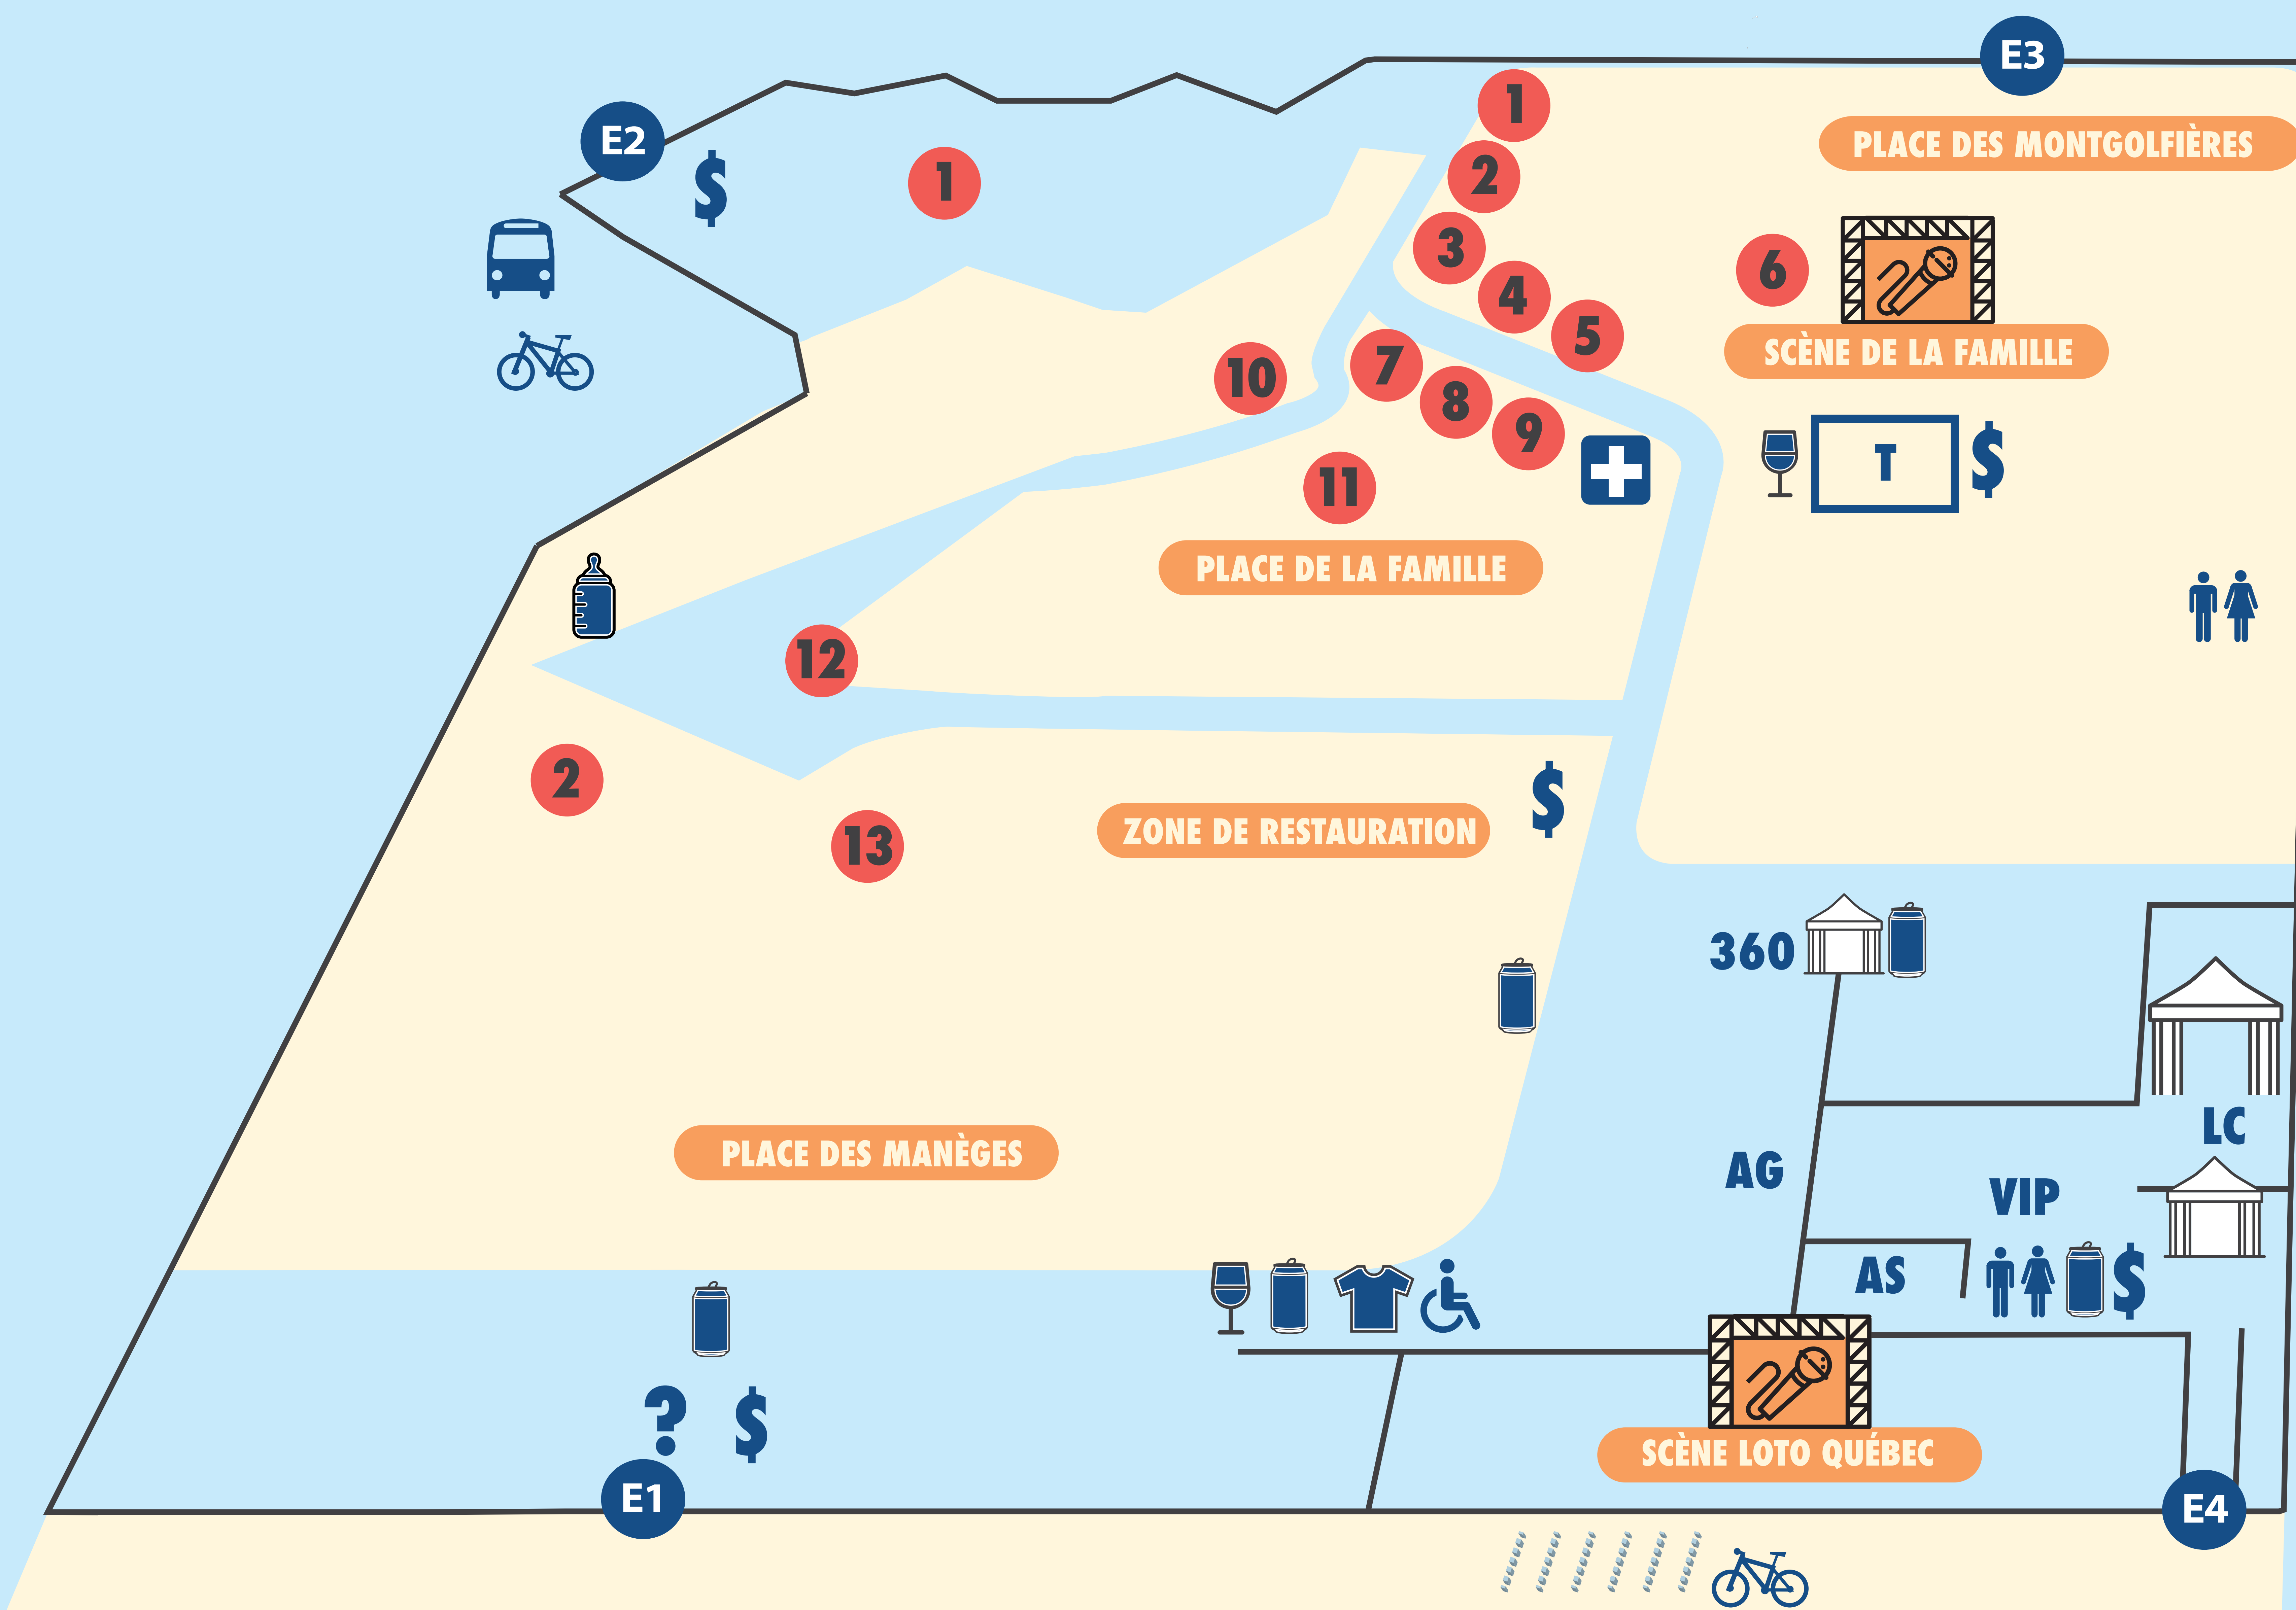 E3
E2
PLACE DES MONTGOLFIÈRES
$
1
1
2
3
4
5
6
SCÈNE DE LA FAMILLE
10
7
8
9
T
$
11
PLACE DE LA FAMILLE
12
2
13
ZONE DE RESTAURATION
$
360
LC
AG
VIP
PLACE DES MANÈGES
AS
$
? $
SCÈNE LOTO QUÉBEC
E1
E4